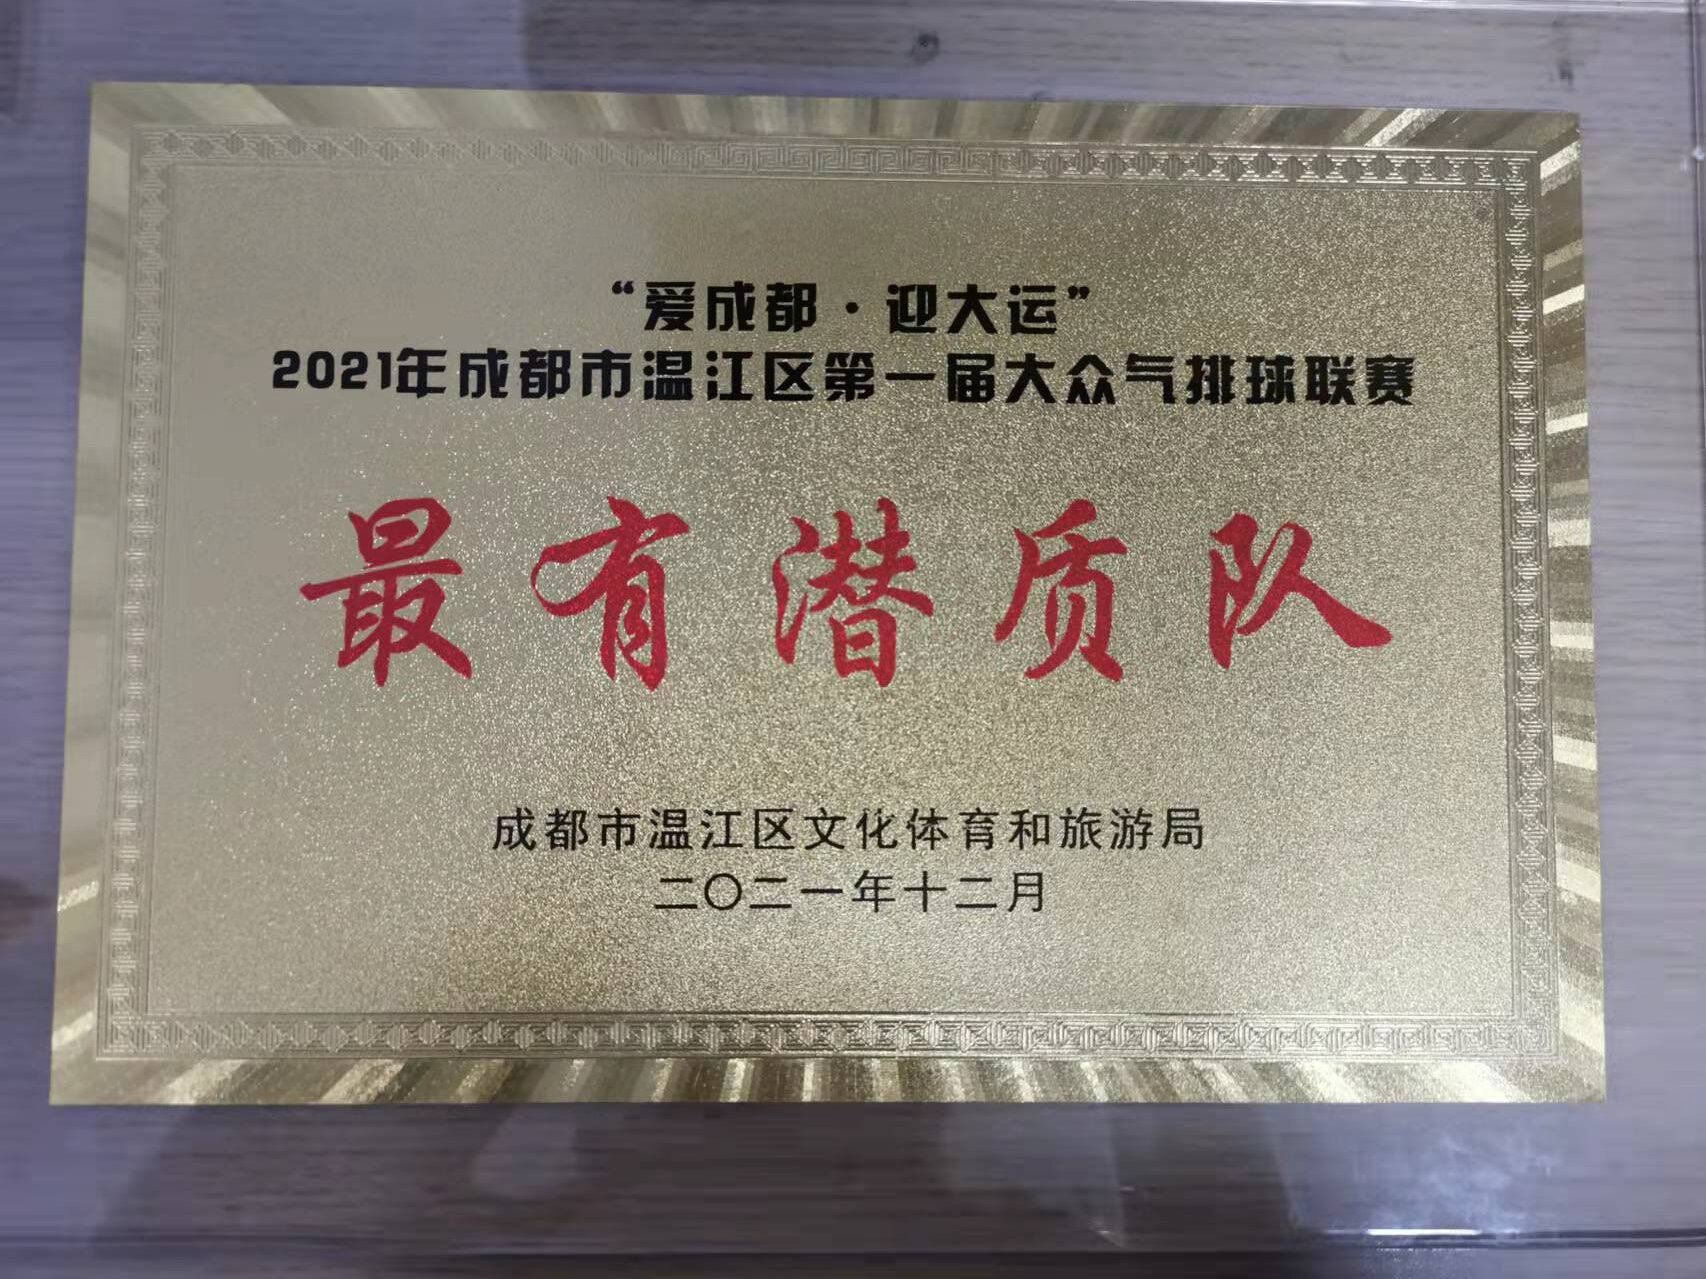 “爱成都·迎大运”
2021年成都市温江区第一届大众气排球联赛
最有潜质队
成都市温江区文化体育和旅游局
二〇二一年十二月